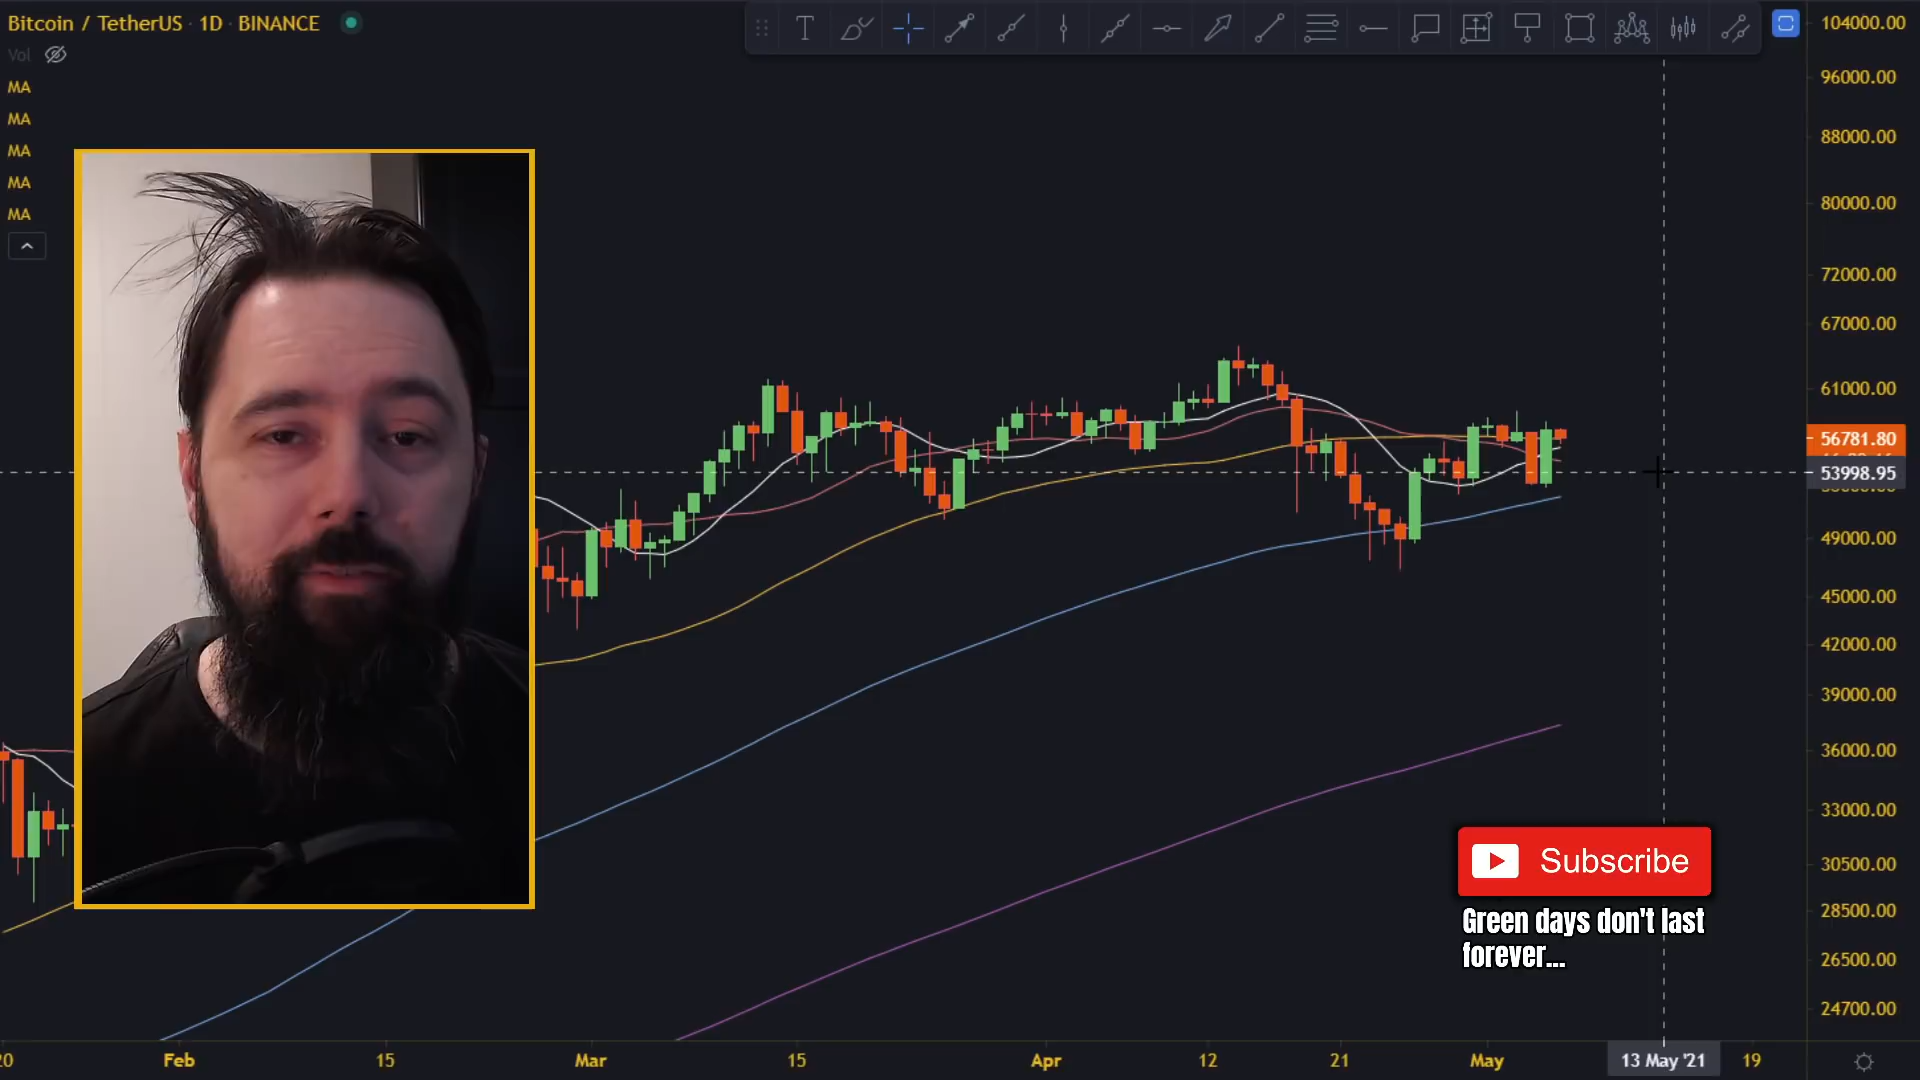 Bitcoin / TetherUS · 1D · BINANCE
Vol
MA
MA
MA
MA
MA
104000.00
96000.00
88000.00
80000.00
72000.00
67000.00
61000.00
56781.80
53998.95
49000.00
45000.00
42000.00
39000.00
36000.00
33000.00
30500.00
28500.00
26500.00
24700.00
Subscribe
Green days don't last
forever...
20 Feb 15 Mar 15 Apr 12 21 May 13 May '21 19